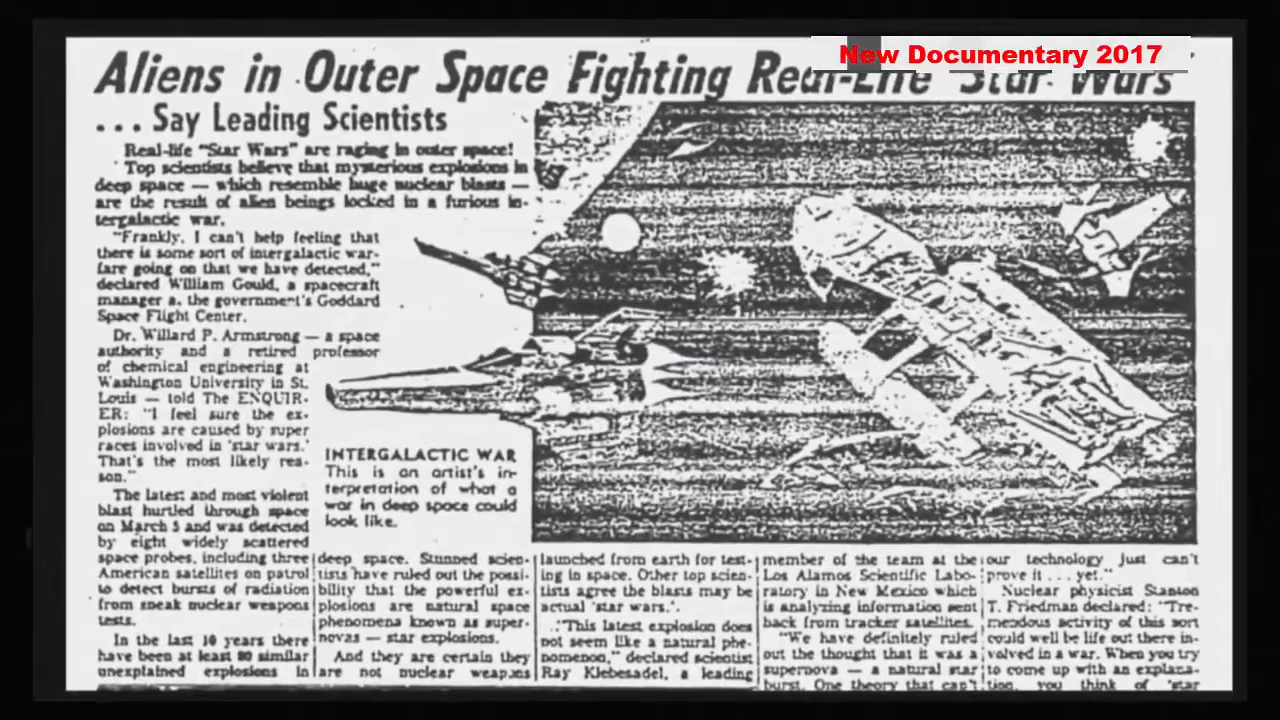 New Documentary 2017
Aliens in Outer Space Fighting Real-Life Star Wars
... Say Leading Scientists
Real-life "Star Wars" are raging in outer space!
Top scientists believe that mysterious explosions in
deep space — which resemble huge nuclear blasts —
are the result of alien beings locked in a furious in-
tergalactic war.
"Frankly, I can't help feeling that
there is some sort of intergalactic war-
fare going on that we have detected,"
declared William Gould, a spacecraft
manager a. the government's Goddard
Space Flight Center.
Dr. Willard P. Armstrong — a space
authority and a retired professor
of chemical engineering at
Washington University in St.
Louis — told The ENQUIR-
ER: "I feel sure the ex-
plosions are caused by super
races involved in 'star wars.'
That's the most likely rea-
son."
The latest and most violent
blast hurtled through space
on March 5 and was detected
by eight widely scattered
space probes, including three
American satellites on patrol
to detect bursts of radiation
from sneak nuclear weapons
tests.
In the last 10 years there
have been at least 80 similar
unexplained explosions in
INTERGALACTIC WAR
This is an artist's in-
terpretation of what a
war in deep space could
look like.
deep space. Stunned scien-
tists have ruled out the possi-
bility that the powerful ex-
plosions are natural space
phenomena known as super-
novas — star explosions.
And they are certain they
are not nuclear weapons
launched from earth for test-
ing in space. Other top scien-
tists agree the blasts may be
actual 'star wars.'
"This latest explosion does
not seem like a natural phe-
nomenon," declared scientist
Ray Klebesadel, a leading
member of the team at the
Los Alamos Scientific Labo-
ratory in New Mexico which
is analyzing information sent
back from tracker satellites.
"We have definitely ruled
out the thought that it was a
supernova — a natural star
burst. One theory that can't
our technology just can't
prove it . . . yet."
Nuclear physicist Stanton
T. Friedman declared: "Tre-
mendous activity of this sort
could well be life out there in-
volved in a war. When you try
to come up with an explana-
tion, you think of 'star